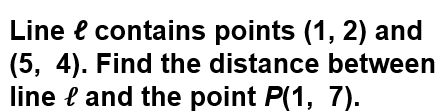 Line ℓ contains points (1, 2) and
(5, 4). Find the distance between
line ℓ and the point P(1, 7).